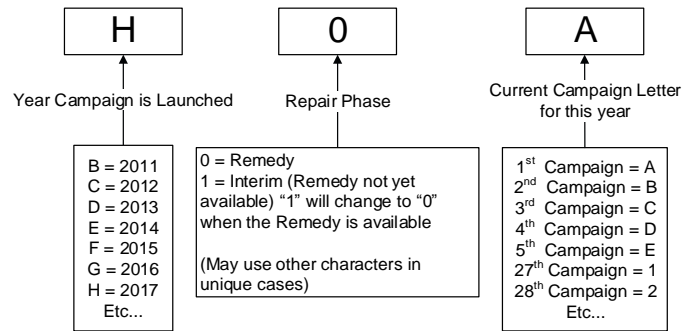 H
0
A
Year Campaign is Launched
Repair Phase
Current Campaign Letter
for this year
B = 2011
C = 2012
D = 2013
E = 2014
F = 2015
G = 2016
H = 2017
Etc...
0 = Remedy
1 = Interim (Remedy not yet
available) “1” will change to “0”
when the Remedy is available
(May use other characters in
unique cases)
1st Campaign = A
2nd Campaign = B
3rd Campaign = C
4th Campaign = D
5th Campaign = E
27th Campaign = 1
28th Campaign = 2
Etc...